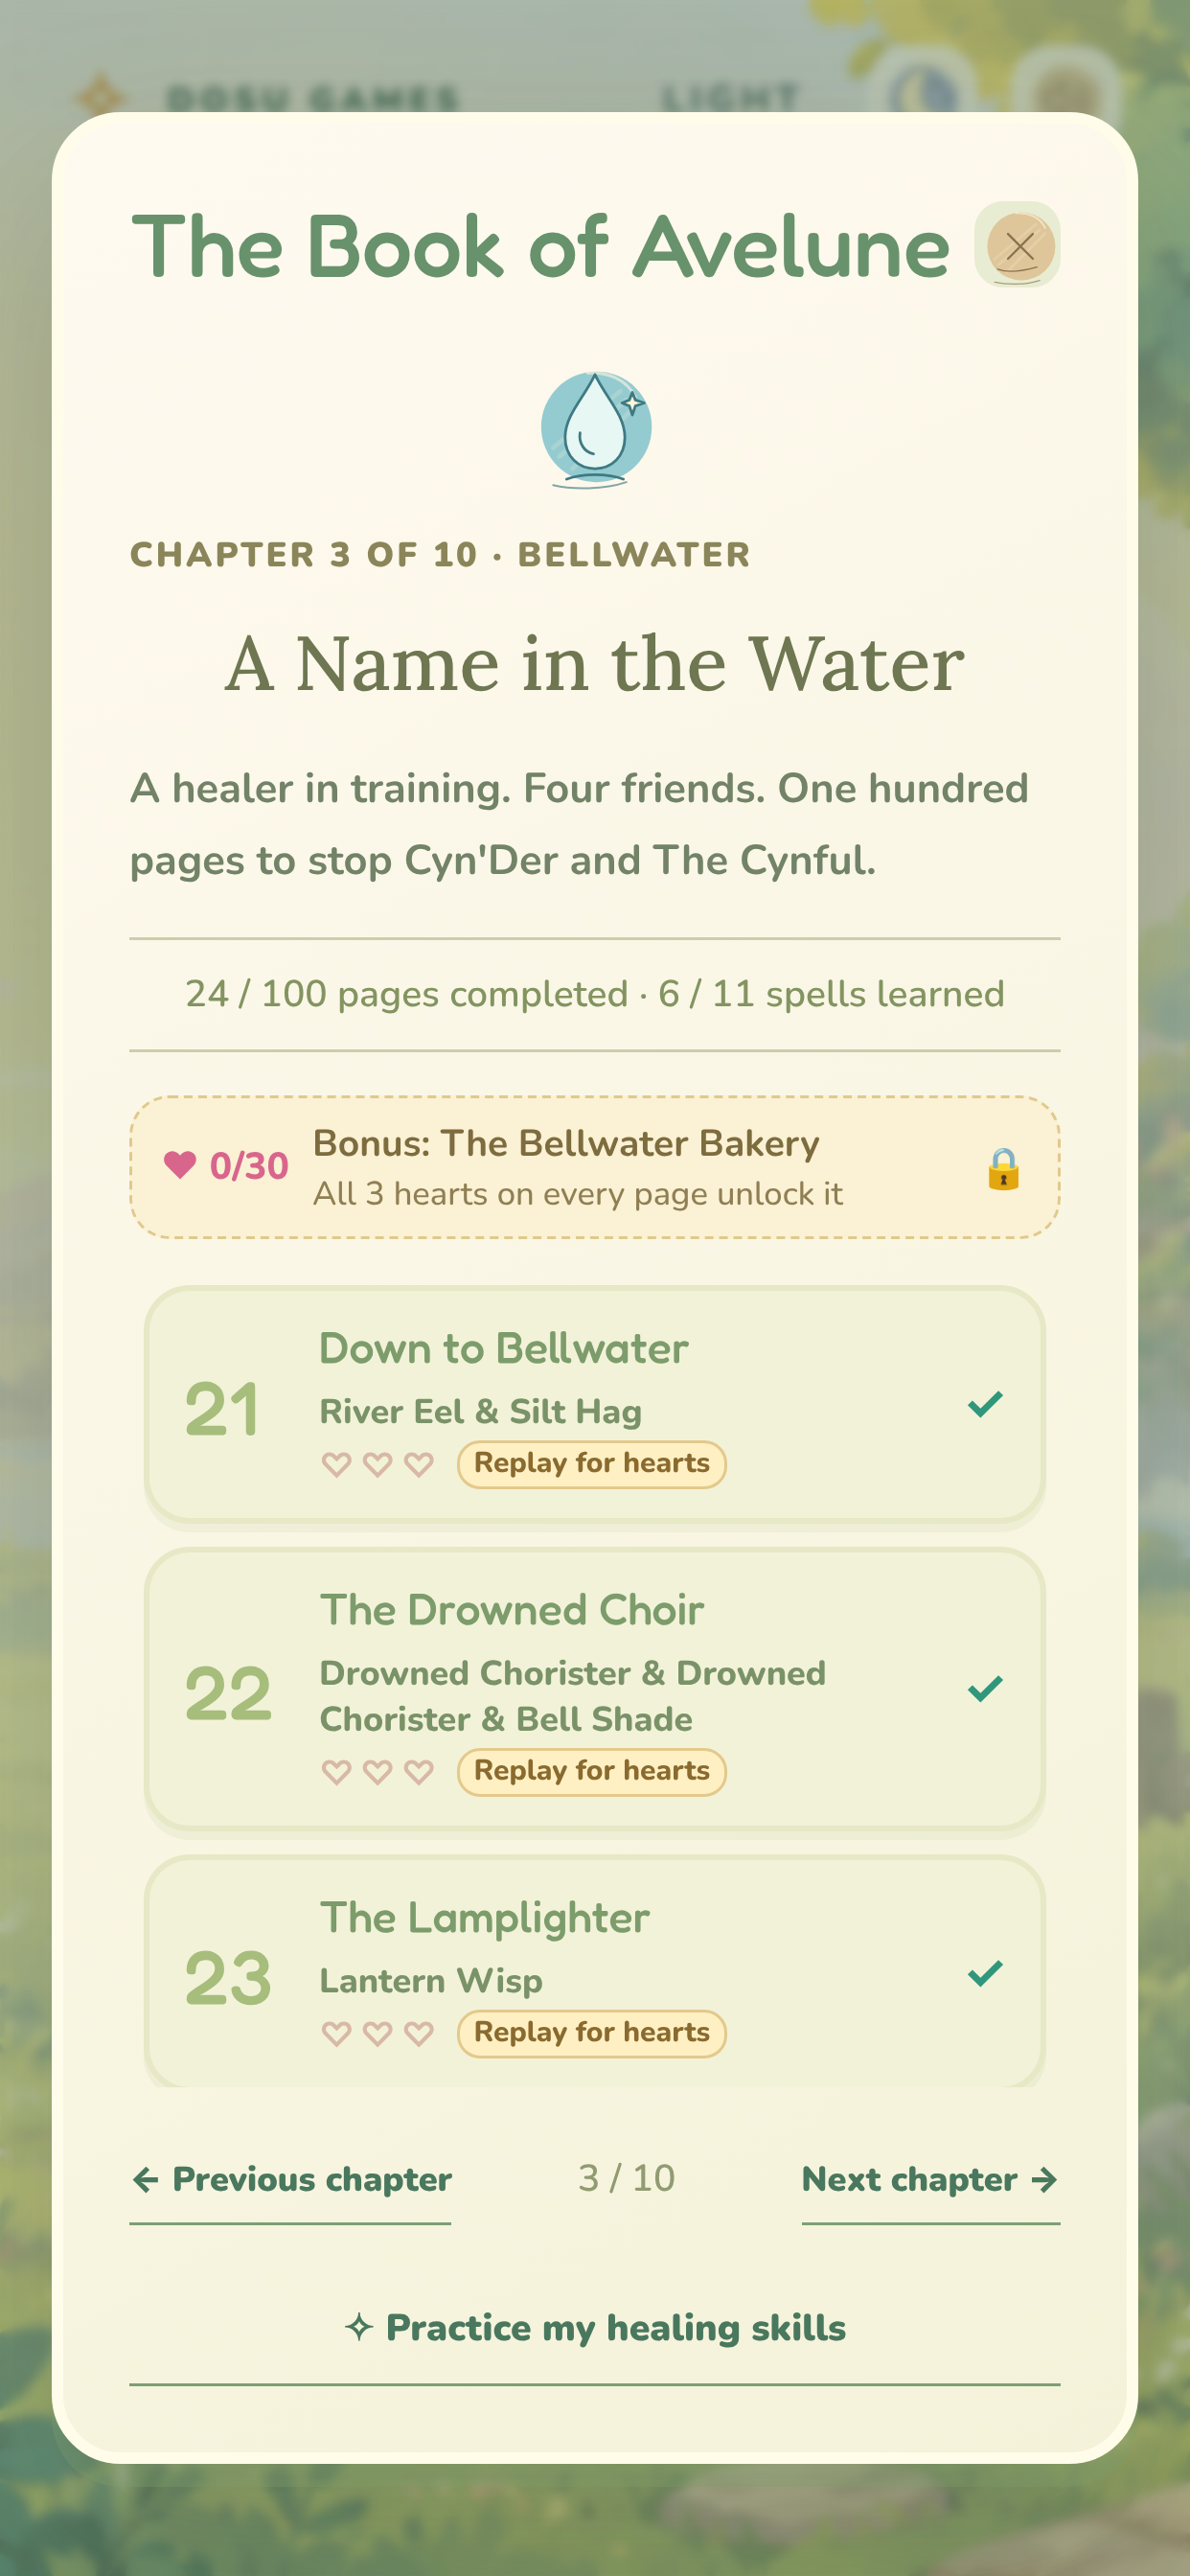 DOSU GAMES
LIGHT
The Book of Avelune
CHAPTER 3 OF 10 · BELLWATER
A Name in the Water
A healer in training. Four friends. One hundred
pages to stop Cyn'Der and The Cynful.
24 / 100 pages completed · 6 / 11 spells learned
♥ 0/30
Bonus: The Bellwater Bakery
All 3 hearts on every page unlock it
21
Down to Bellwater
River Eel & Silt Hag
Replay for hearts
22
The Drowned Choir
Drowned Chorister & Drowned
Chorister & Bell Shade
Replay for hearts
23
The Lamplighter
Lantern Wisp
Replay for hearts
← Previous chapter
3 / 10
Next chapter →
✧ Practice my healing skills